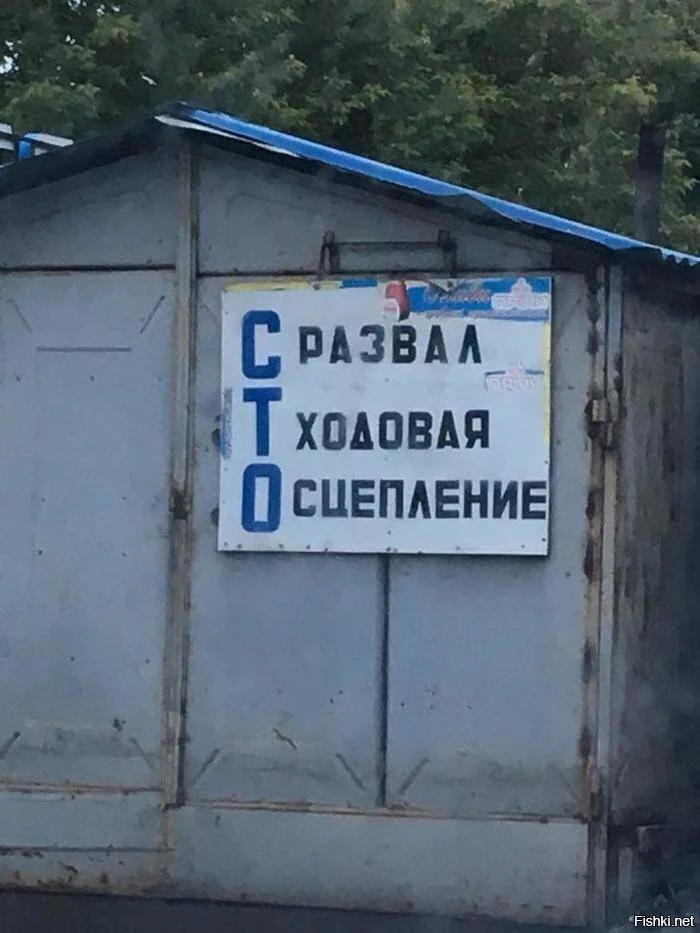 С РАЗВАЛ
Т ХОДОВАЯ
О СЦЕПЛЕНИЕ
Fishki.net